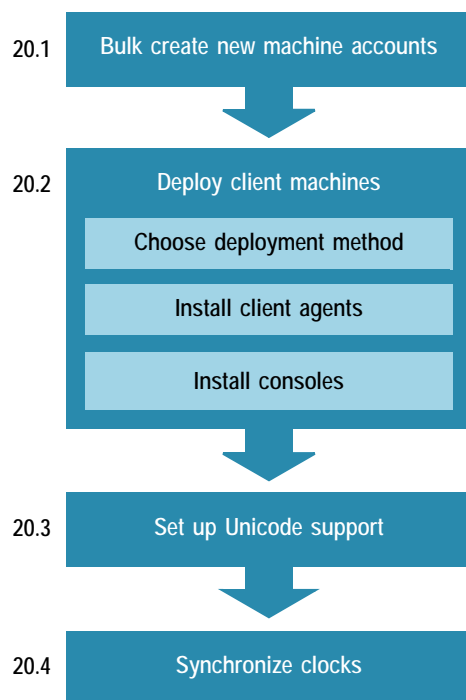 20.1 Bulk create new machine accounts
20.2 Deploy client machines
Choose deployment method
Install client agents
Install consoles
20.3 Set up Unicode support
20.4 Synchronize clocks